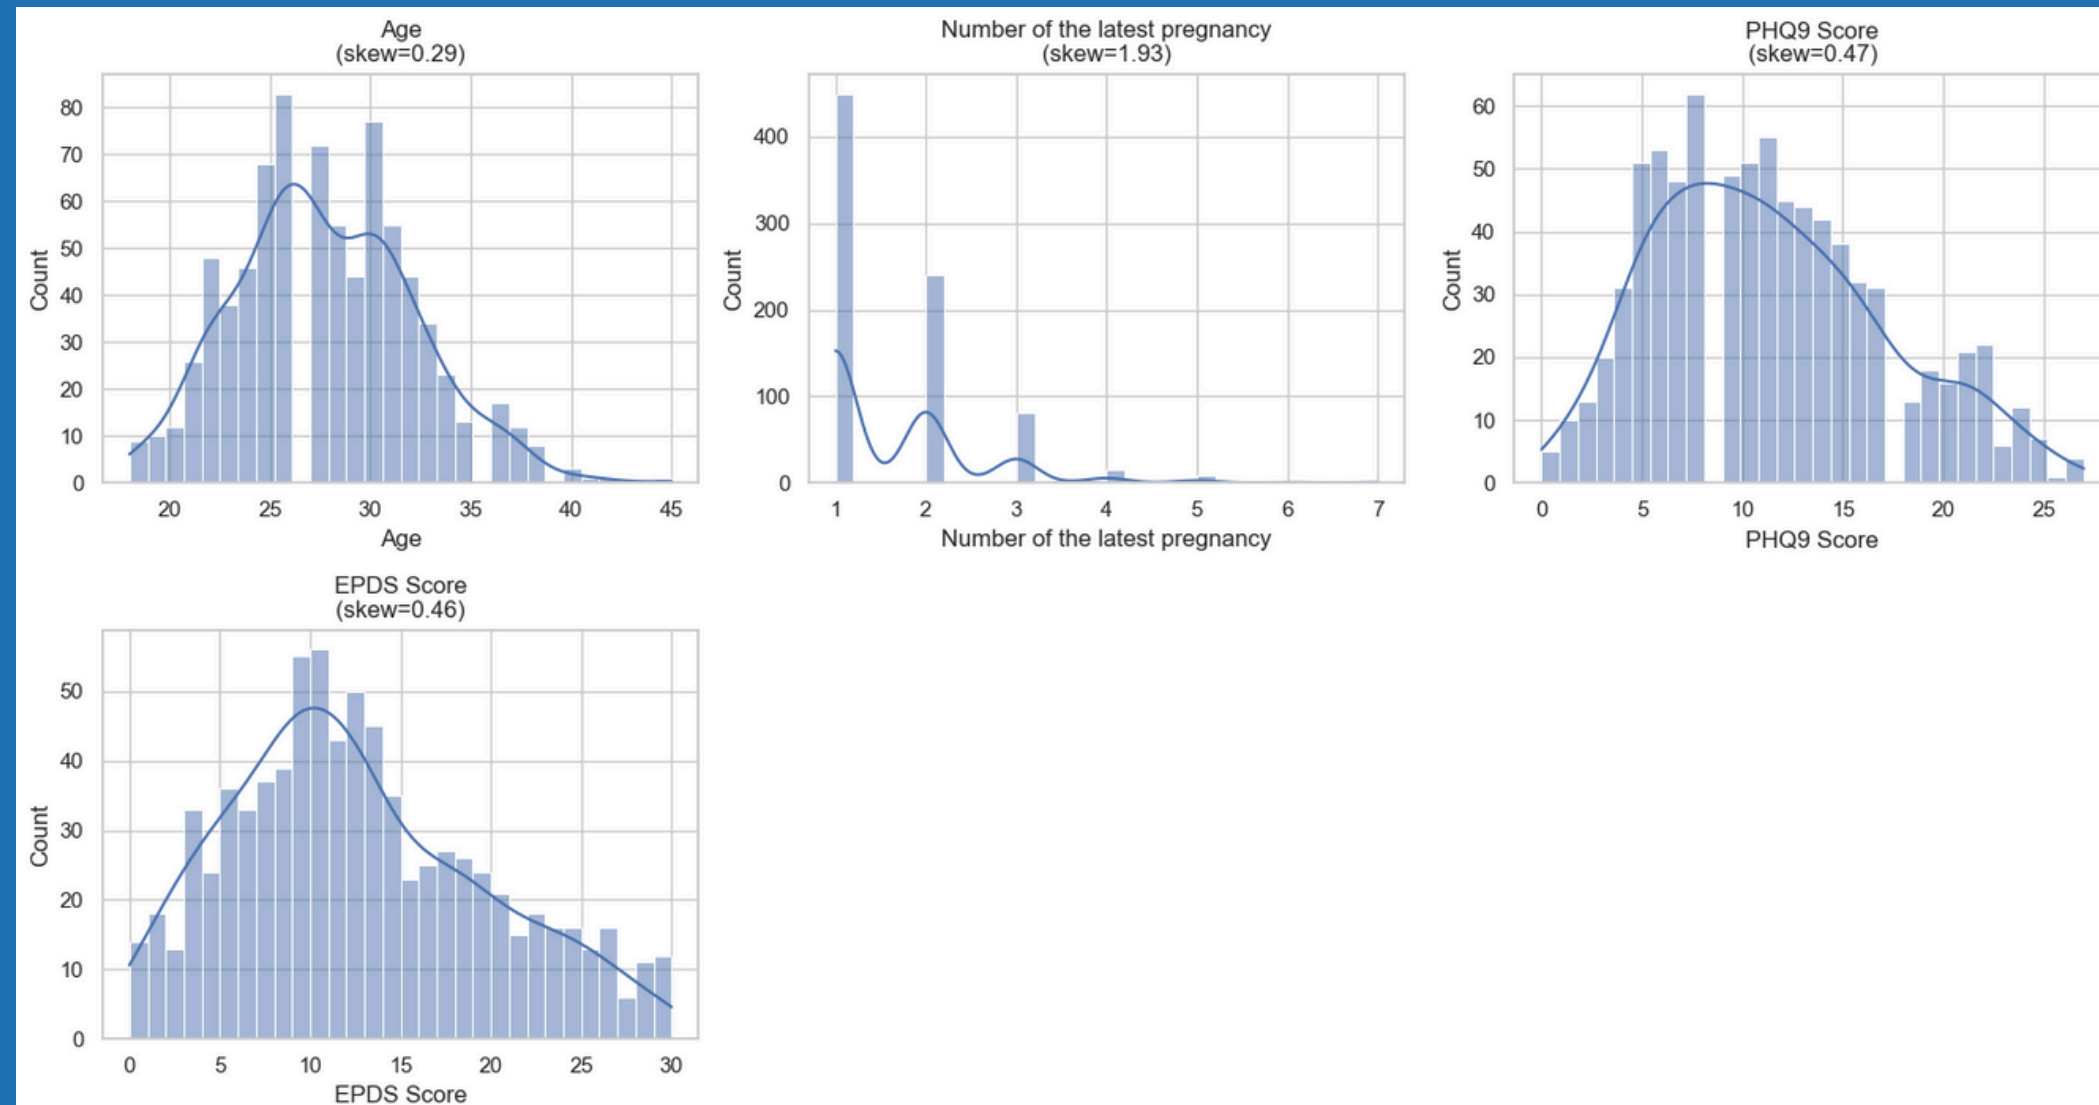 Age
(skew=0.29)
80
70
60
50
40
30
20
10
0
Count
20 25 30 35 40 45
Age
Number of the latest pregnancy
(skew=1.93)
400
300
200
100
0
Count
1 2 3 4 5 6 7
Number of the latest pregnancy
PHQ9 Score
(skew=0.47)
60
50
40
30
20
10
0
Count
0 5 10 15 20 25
PHQ9 Score
EPDS Score
(skew=0.46)
50
40
30
20
10
0
Count
0 5 10 15 20 25 30
EPDS Score